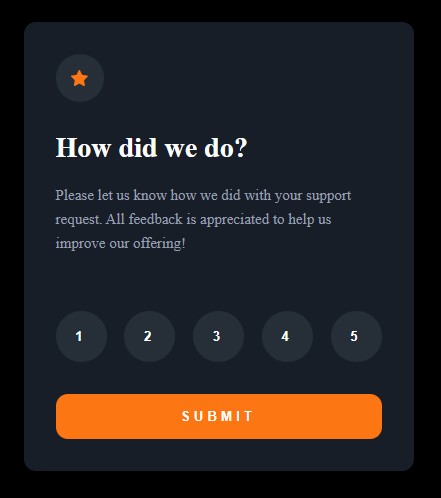 How did we do?
Please let us know how we did with your support
request. All feedback is appreciated to help us
improve our offering!
1 2 3 4 5
SUBMIT